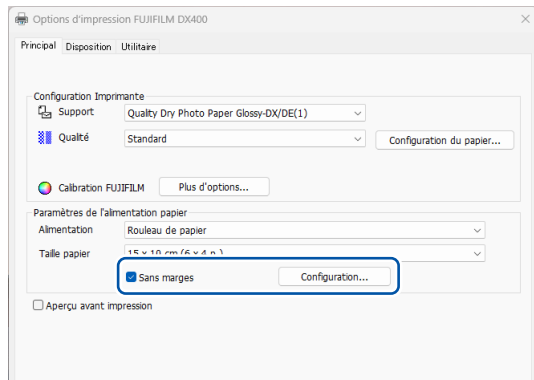 Options d'impression FUJIFILM DX400
Principal Disposition Utilitaire
Configuration Imprimante
Support Quality Dry Photo Paper Glossy-DX/DE(1)
Qualité Standard Configuration du papier...
Calibration FUJIFILM Plus d'options...
Paramètres de l'alimentation papier
Alimentation Rouleau de papier
Taille papier 15 x 10 cm (6 x 4 p.)
Sans marges Configuration...
Aperçu avant impression